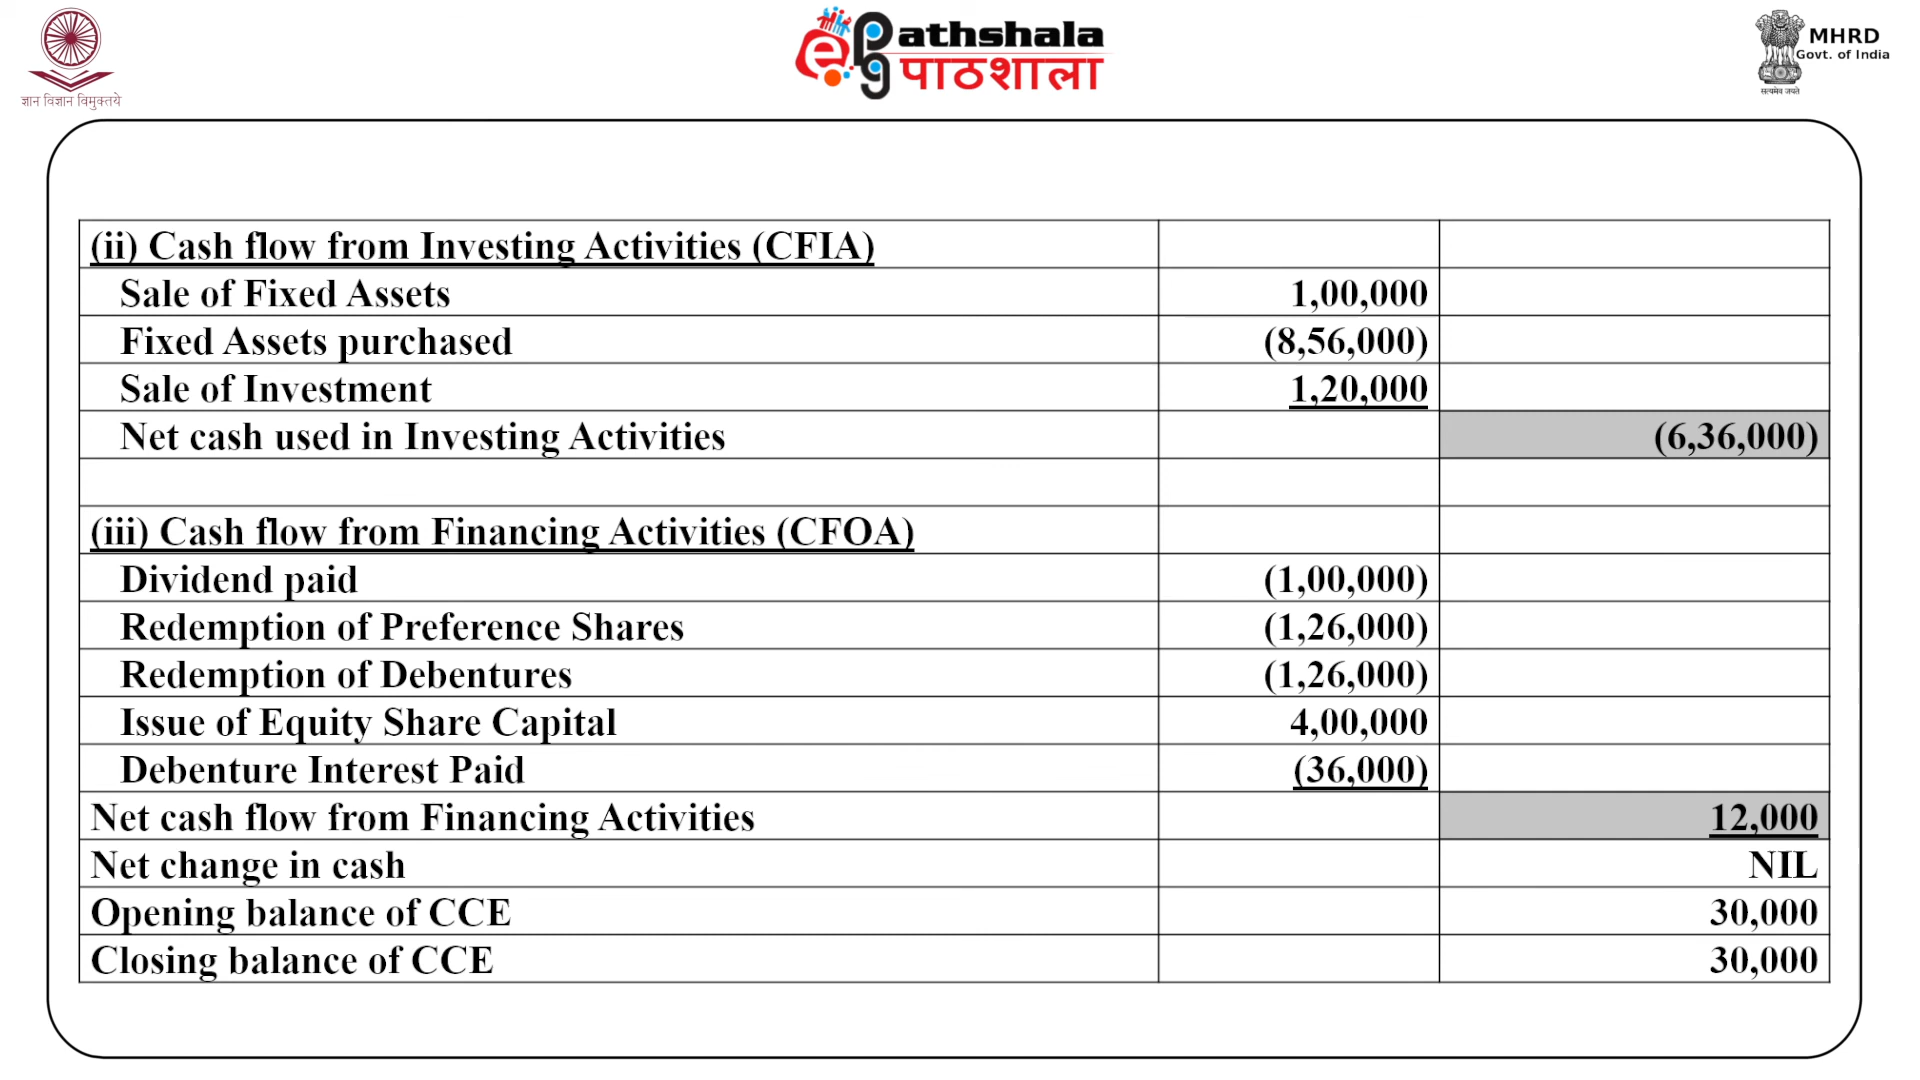 ज्ञान विज्ञान विमुक्तये
e PG Pathshala
पाठशाला
MHRD
Govt. of India
सत्यमेव जयते
(ii) Cash flow from Investing Activities (CFIA)
Sale of Fixed Assets 1,00,000
Fixed Assets purchased (8,56,000)
Sale of Investment 1,20,000
Net cash used in Investing Activities (6,36,000)
(iii) Cash flow from Financing Activities (CFOA)
Dividend paid (1,00,000)
Redemption of Preference Shares (1,26,000)
Redemption of Debentures (1,26,000)
Issue of Equity Share Capital 4,00,000
Debenture Interest Paid (36,000)
Net cash flow from Financing Activities 12,000
Net change in cash NIL
Opening balance of CCE 30,000
Closing balance of CCE 30,000